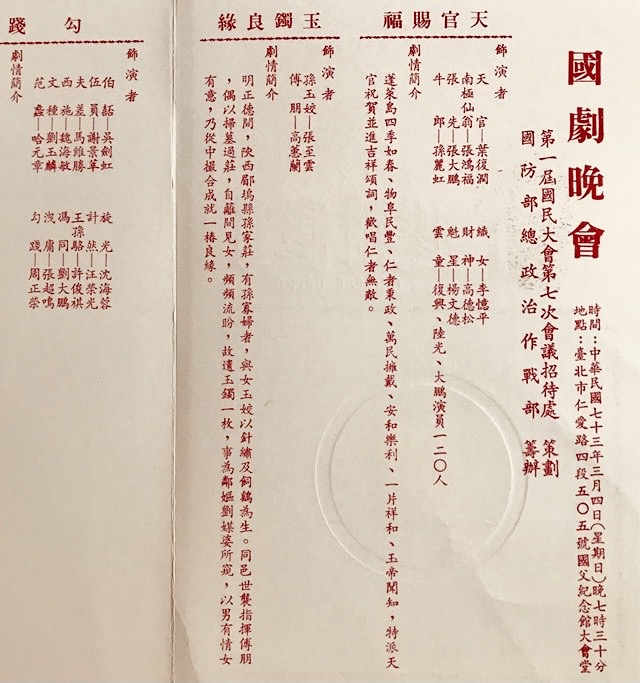 國劇晚會
時間：中華民國七十三年三月四日（星期日）晚七時三十分
地點：臺北市仁愛路四段五〇五號國父紀念館大會堂
第一屆國民大會第七次會議招待處 策劃
國防部總政治作戰部 籌辦
天官賜福
飾演者
天官—葉復潤 織女—李憶平
南極仙翁—張鴻福 財神—高德松
張先—張大鵬 魁星—楊文德
牛郎—孫麗虹 雲童—復興、陸光、大鵬演員一二〇人
劇情簡介
蓬萊島四季如春、物阜民豐、仁者秉政、萬民擁戴、安和樂利、一片祥和、玉帝聞知，特派天
官祝賀並進吉祥頌詞，歡唱仁者無敵。
玉鐲良緣
飾演者
孫玉姣—張至雲
傅朋—高蕙蘭
劇情簡介
明正德間，陝西郿塢縣孫家莊，有孫寡婦者，與女玉姣以針繡及飼鷄為生。同邑世襲指揮傅朋
，偶以掃墓過莊，自籬間見女，頻頻流盼，故遺玉鐲一枚，事為鄰嫗劉媒婆所窺，以男有情女
有意，乃從中撮合成就一樁良緣。
勾踐
飾演者
伯嚭—吳劍虹 旋光—沈海蓉
伍員—謝景莘 計然—汪榮光
夫差—馬維勝 王孫駱—許俊祺
西施—魏海敏 馮同—劉大鵬
文種—劉玉麟 洩庸—張超鳴
范蠡—哈元章 勾踐—周正榮
劇情簡介